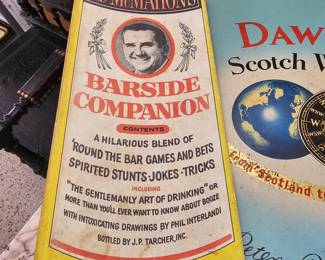 McMAHON'S
BARSIDE
COMPANION
CONTENTS
A HILARIOUS BLEND OF
'ROUND THE BAR GAMES AND BETS
SPIRITED STUNTS·JOKES·TRICKS
INCLUDING
"THE GENTLEMANLY ART OF DRINKING" OR
MORE THAN YOU'LL EVER WANT TO KNOW ABOUT BOOZE
WITH INTOXICATING DRAWINGS BY PHIL INTERLANDI
BOTTLED BY J.P. TARCHER, INC.
DAW
Scotch W
from Scotland to